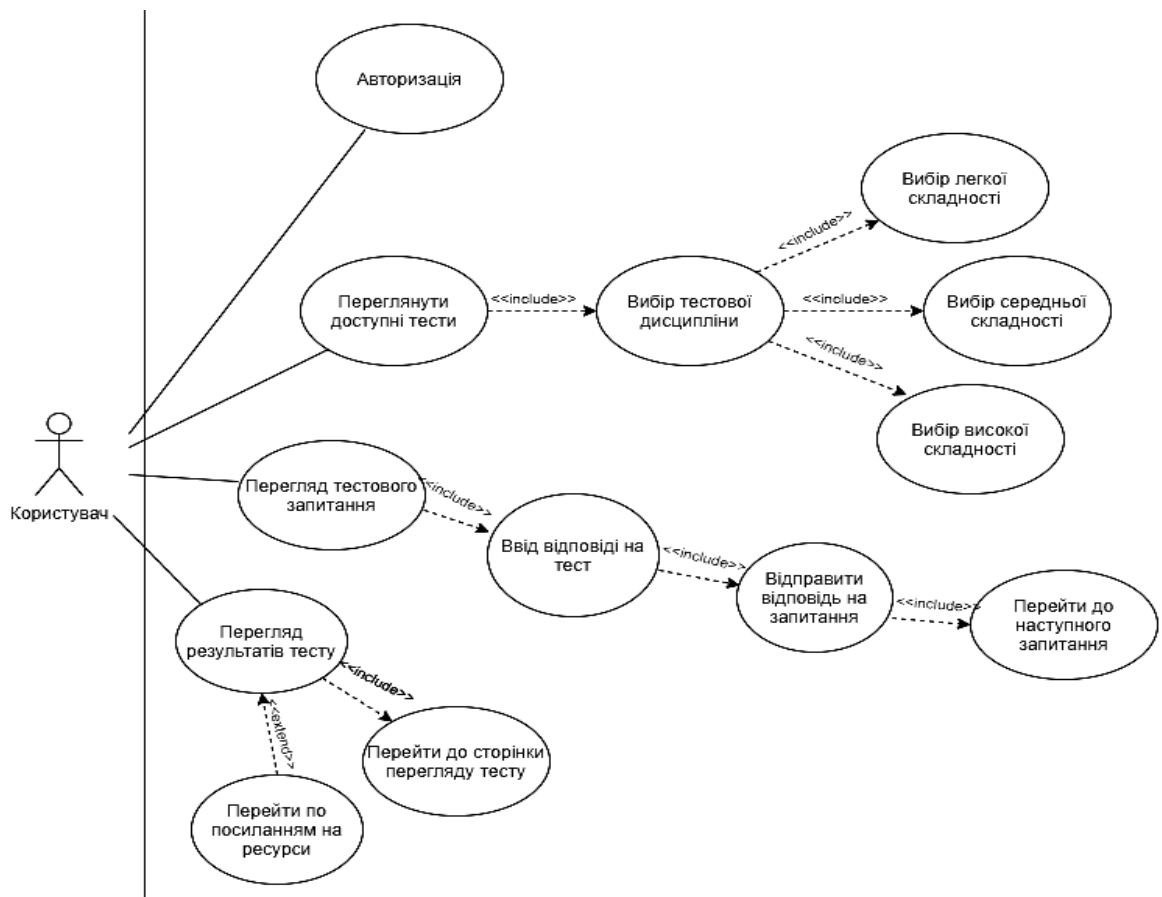 Авторизація
Вибір легкої
складності
<<include>>
Переглянути
доступні тести
<<include>>
Вибір тестової
дисципліни
<<include>>
Вибір середньої
складності
<<include>>
Вибір високої
складності
Користувач
Перегляд тестового
запитання
<<include>>
Ввід відповіді на
тест
<<include>>
Відправити
відповідь на
запитання
<<include>>
Перейти до
наступного
запитання
Перегляд
результатів тесту
<<include>>
<<extend>>
Перейти до сторінки
перегляду тесту
Перейти по
посиланням на
ресурси